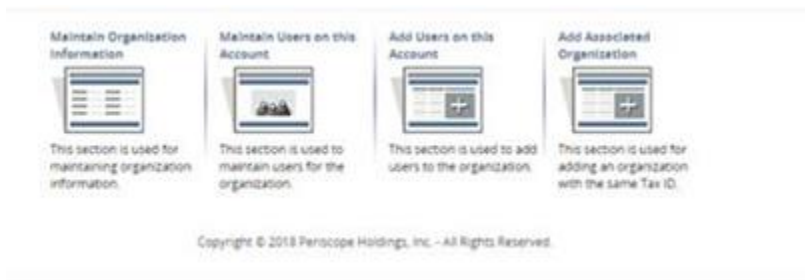 Maintain Organization
Information
This section is used for
maintaining organization
information.
Maintain Users on this
Account
This section is used to
maintain users for the
organization.
Add Users on this
Account
This section is used to add
users to the organization.
Add Associated
Organization
This section is used for
adding an organization
with the same Tax ID.
Copyright © 2018 Periscope Holdings, Inc. - All Rights Reserved.